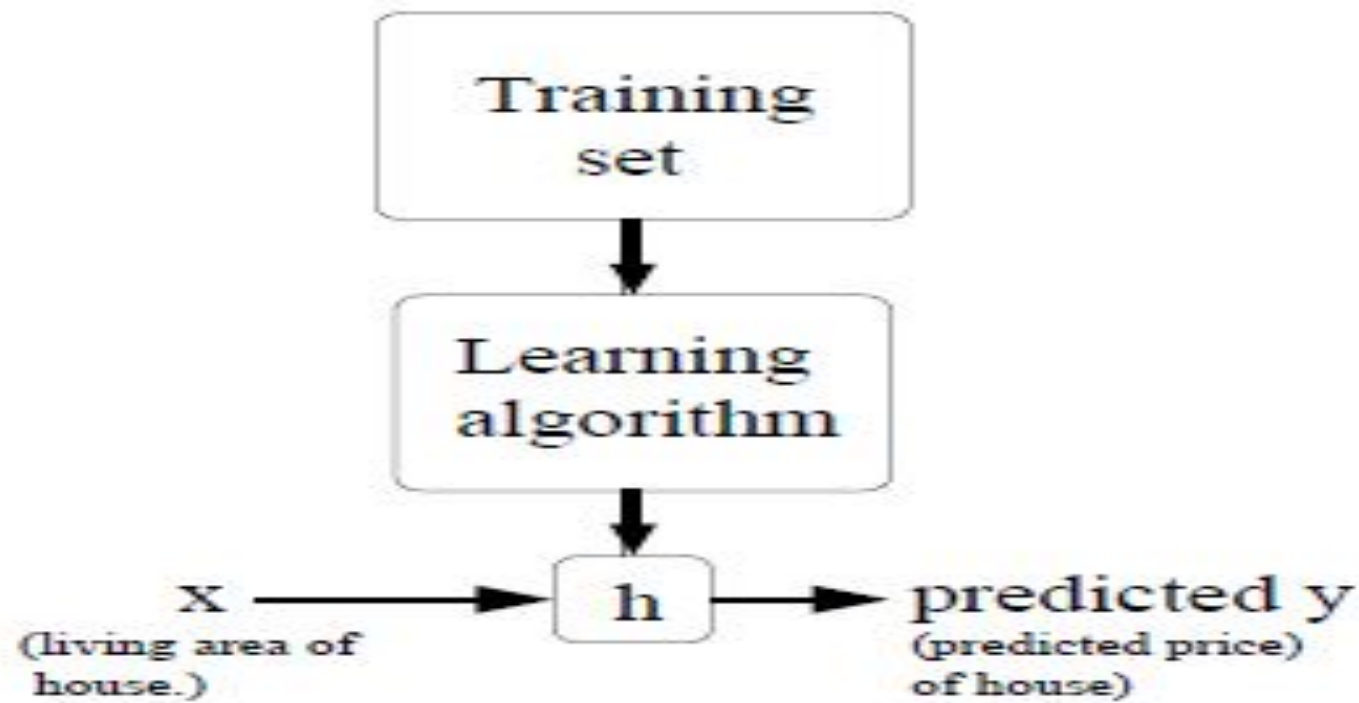 Training
set
Learning
algorithm
x
(living area of
house.)
h
predicted y
(predicted price)
of house)